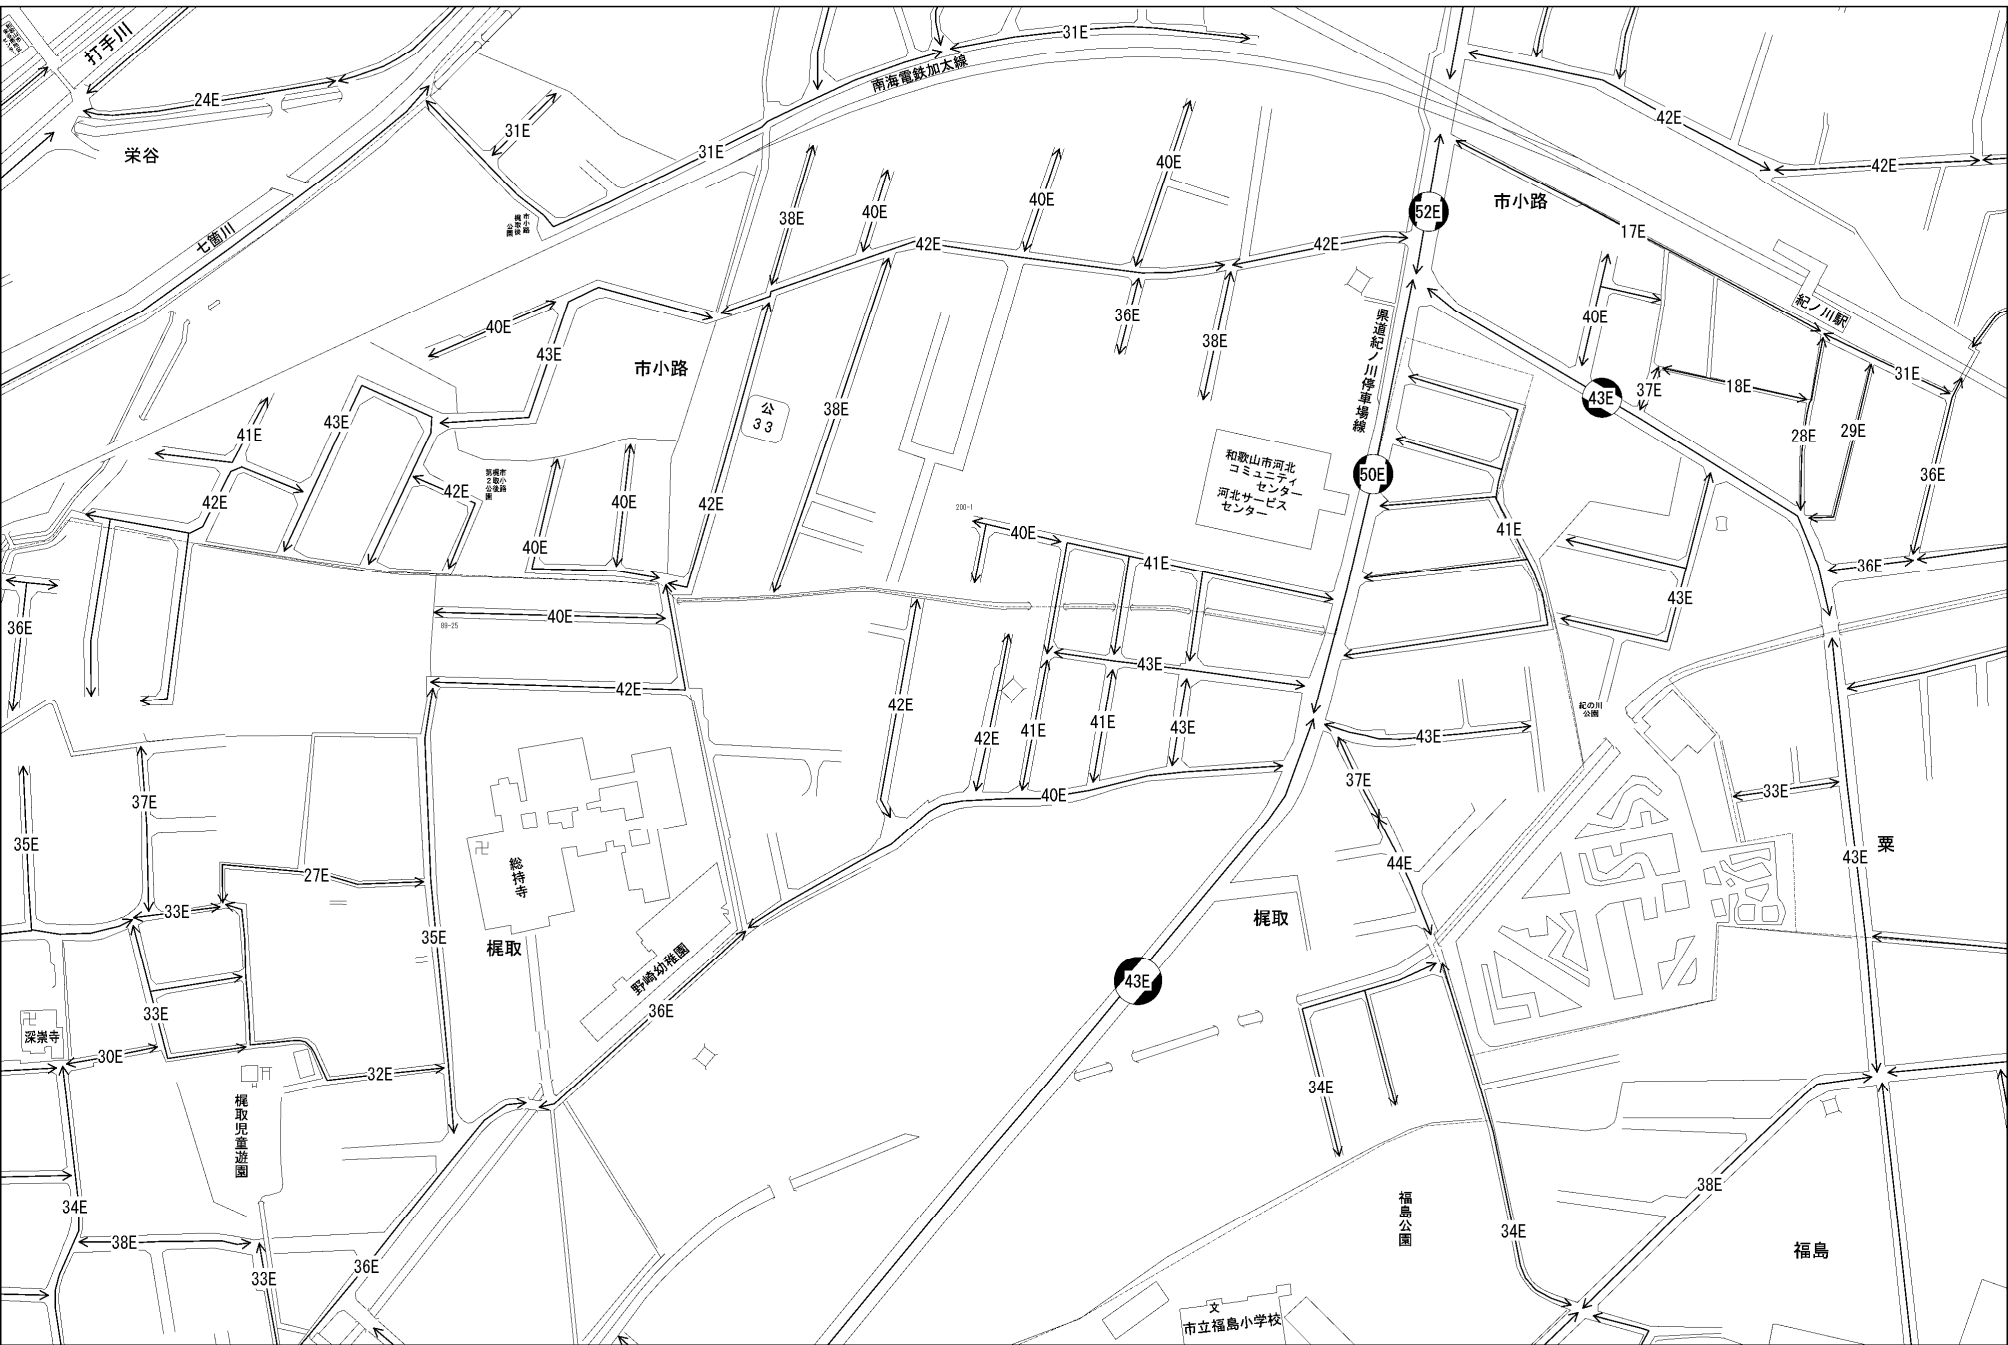 打手川
31E
南海電鉄加太線
24E
42E
31E
栄谷
31E
40E
42E
38E
40E
40E
52E
市小路
17E
市小路
梶取後
公園
七箇川
42E
42E
36E
県道紀ノ川停車場線
40E
紀ノ川駅
40E
43E
38E
市小路
31E
18E
37E
43E
公
33
38E
43E
41E
28E
29E
和歌山市河北
コミュニティ
センター
河北サービス
センター
50E
36E
市小路
梶取後
第2公園
42E
42E
40E
42E
200-1
40E
40E
41E
41E
36E
40E
89-25
43E
36E
43E
42E
42E
紀の川
公園
42E
41E
41E
43E
43E
37E
37E
40E
33E
35E
総持寺
44E
43E
粟
27E
33E
35E
梶取
野崎幼稚園
梶取
43E
33E
36E
深崇寺
30E
32E
34E
梶取児童遊園
38E
34E
福島公園
34E
38E
福島
36E
33E
文
市立福島小学校